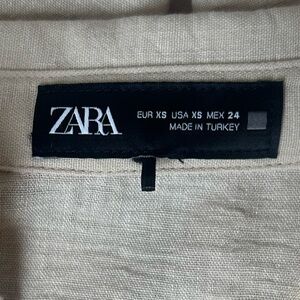 ZARA
EUR XS USA XS MEX 24
MADE IN TURKEY